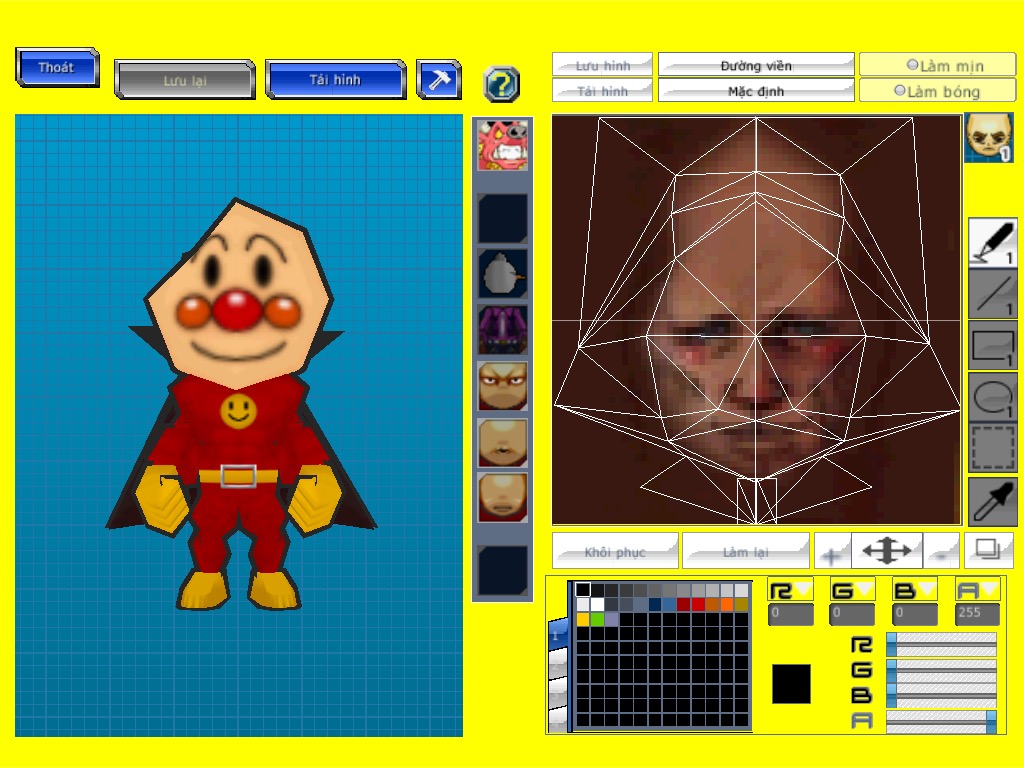 Thoát
Lưu lại
Tải hình
?
Lưu hình
Đường viền
Làm mịn
Tải hình
Mặc định
Làm bóng
1
1
1
1
1
Khôi phục
Làm lại
R G B A
0 0 0 255
1
R
G
B
A